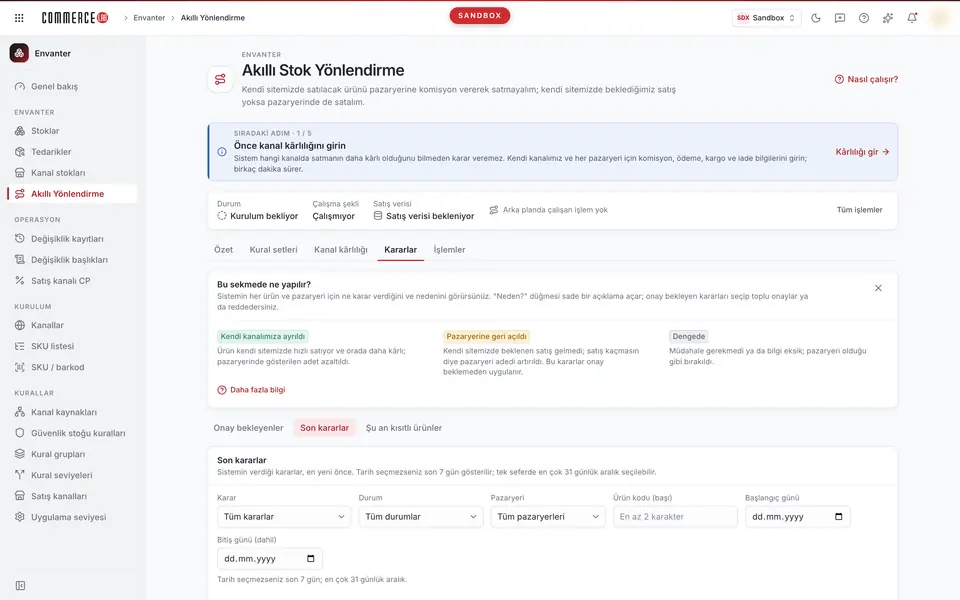 COMMERCE LAB
Envanter
Akıllı Yönlendirme
SANDBOX
SDX Sandbox
Envanter
Genel bakış
ENVANTER
Stoklar
Tedarikler
Kanal stokları
Akıllı Yönlendirme
OPERASYON
Değişiklik kayıtları
Değişiklik başlıkları
Satış kanalı CP
KURULUM
Kanallar
SKU listesi
SKU / barkod
KURALLAR
Kanal kaynakları
Güvenlik stoğu kuralları
Kural grupları
Kural seviyeleri
Satış kanalları
Uygulama seviyesi
ENVANTER
Akıllı Stok Yönlendirme
Kendi sitemizde satılacak ürünü pazaryerine komisyon vererek satmayalım; kendi sitemizde beklediğimiz satış
yoksa pazaryerinde de satalım.
Nasıl çalışır?
SIRADAKİ ADIM · 1 / 5
Önce kanal kârlılığını girin
Sistem hangi kanalda satmanın daha kârlı olduğunu bilmeden karar veremez. Kendi kanalımız ve her pazaryeri için komisyon, ödeme, kargo ve iade bilgilerini girin;
birkaç dakika sürer.
Kârlılığı gir
Durum
Kurulum bekliyor
Çalışma şekli
Çalışmıyor
Satış verisi
Satış verisi bekleniyor
Arka planda çalışan işlem yok
Tüm işlemler
Özet
Kural setleri
Kanal kârlılığı
Kararlar
İşlemler
Bu sekmede ne yapılır?
Sistemin her ürün ve pazaryeri için ne karar verdiğini ve nedenini görürsünüz. "Neden?" düğmesi sade bir açıklama açar; onay bekleyen kararları seçip toplu onaylar ya
da reddedersiniz.
Kendi kanalımıza ayrıldı
Ürün kendi sitemizde hızlı satıyor ve orada daha kârlı;
pazaryerinde gösterilen adet azaltıldı.
Pazaryerine geri açıldı
Kendi sitemizde beklenen satış gelmedi; satış kaçmasın
diye pazaryeri adedi artırıldı. Bu kararlar onay
beklemeden uygulanır.
Dengede
Müdahale gerekmedi ya da bilgi eksik; pazaryeri olduğu
gibi bırakıldı.
Daha fazla bilgi
Onay bekleyenler
Son kararlar
Şu an kısıtlı ürünler
Son kararlar
Sistemin verdiği kararlar, en yeni önce. Tarih seçmezseniz son 7 gün gösterilir; tek seferde en çok 31 günlük aralık seçilebilir.
Karar
Tüm kararlar
Durum
Tüm durumlar
Pazaryeri
Tüm pazaryerleri
Ürün kodu (başı)
En az 2 karakter
Başlangıç günü
dd.mm.yyyy
Bitiş günü (dahil)
dd.mm.yyyy
Tarih seçmezseniz son 7 gün; en çok 31 günlük aralık.